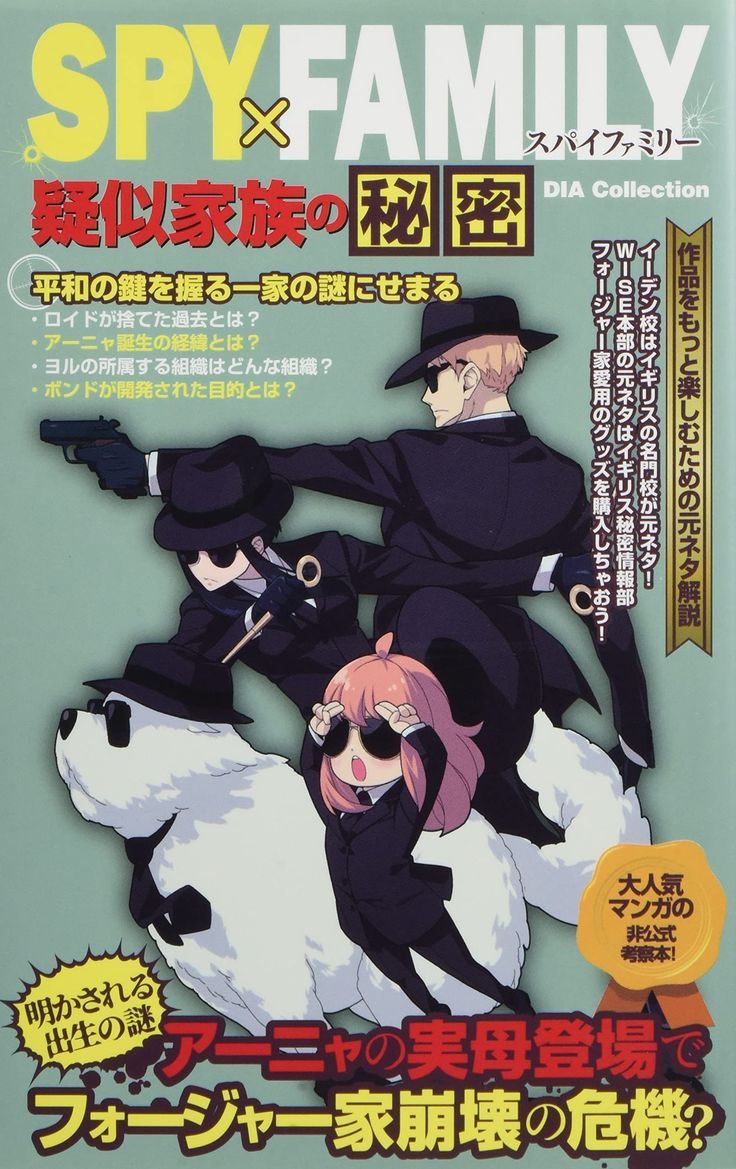 SPY×FAMILY
スパイファミリー
疑似家族の秘密
DIA Collection
平和の鍵を握る一家の謎にせまる
・ロイドが捨てた過去とは？
・アーニャ誕生の経緯とは？
・ヨルの所属する組織はどんな組織？
・ボンドが開発された目的とは？
作品をもっと楽しむための元ネタ解説
イーデン校はイギリスの名門校が元ネタ！
WISE本部の元ネタはイギリス秘密情報部
フォージャー家愛用のグッズを購入しちゃおう！
大人気
マンガの
非公式
考察本！
明かされる
出生の謎
アーニャの実母登場で
フォージャー家崩壊の危機？